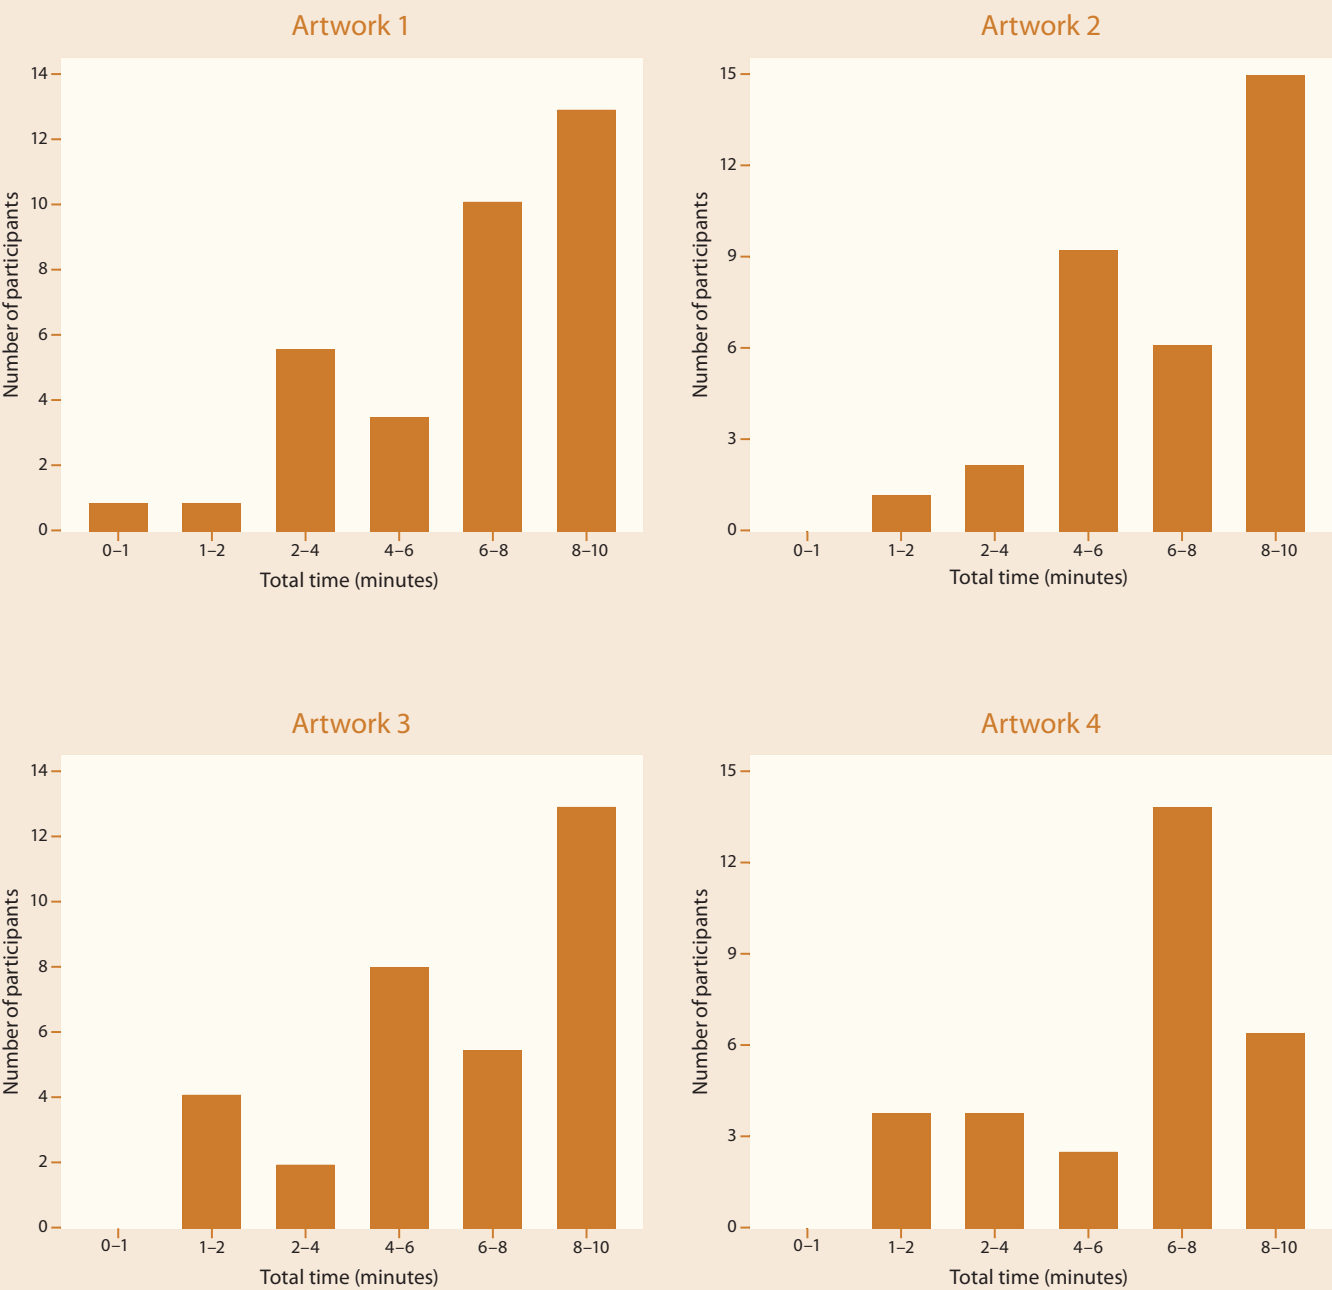 Artwork 1
Number of participants
14
12
10
8
6
4
2
0
0–1 1–2 2–4 4–6 6–8 8–10
Total time (minutes)
Artwork 2
Number of participants
15
12
9
6
3
0
0–1 1–2 2–4 4–6 6–8 8–10
Total time (minutes)
Artwork 3
Number of participants
14
12
10
8
6
4
2
0
0–1 1–2 2–4 4–6 6–8 8–10
Total time (minutes)
Artwork 4
Number of participants
15
12
9
6
3
0
0–1 1–2 2–4 4–6 6–8 8–10
Total time (minutes)